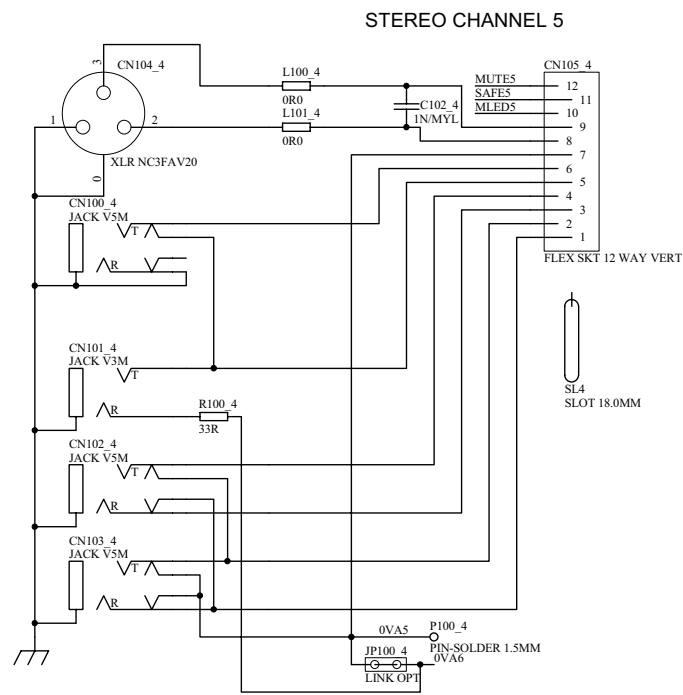 STEREO CHANNEL 5
CN104_4
3
1
2
0
XLR NC3FAV20
L100_4
0R0
L101_4
0R0
C102_4
1N/MYL
CN105_4
MUTE5
SAFE5
MLED5
12
11
10
9
8
7
6
5
4
3
2
1
FLEX SKT 12 WAY VERT
CN100_4
JACK V5M
T
R
SL4
SLOT 18.0MM
CN101_4
JACK V3M
T
R
R100_4
33R
CN102_4
JACK V5M
T
R
CN103_4
JACK V5M
T
R
0VA5
P100_4
PIN-SOLDER 1.5MM
JP100_4
0VA6
LINK OPT